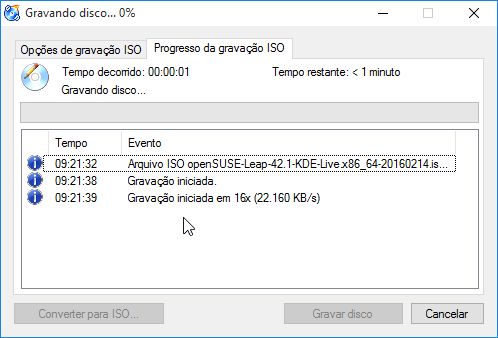 Gravando disco... 0%
Opções de gravação ISO Progresso da gravação ISO
Tempo decorrido: 00:00:01 Tempo restante: < 1 minuto
Gravando disco...
Tempo Evento
09:21:32 Arquivo ISO openSUSE-Leap-42.1-KDE-Live.x86_64-20160214.is...
09:21:38 Gravação iniciada.
09:21:39 Gravação iniciada em 16x (22.160 KB/s)
Converter para ISO... Gravar disco Cancelar